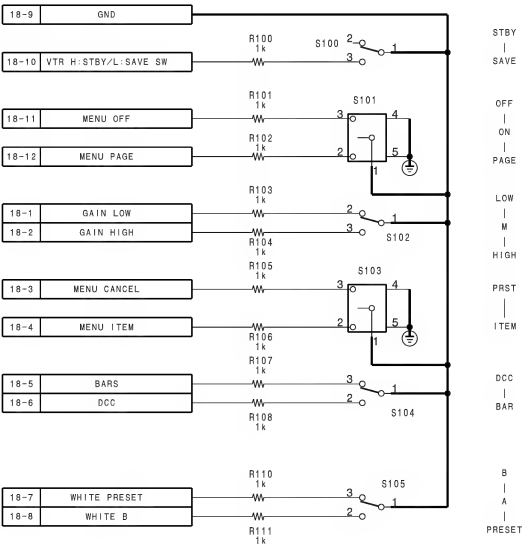 18-9 GND
STBY
R100
1k
S100
2
1
|
18-10 VTR H:STBY/L:SAVE SW
3
SAVE
R101
1k
S101
OFF
18-11 MENU OFF
3
4
|
ON
R102
1k
|
18-12 MENU PAGE
2
5
PAGE
1
R103
1k
LOW
18-1 GAIN LOW
2
1
|
M
18-2 GAIN HIGH
3
S102
|
R104
1k
HIGH
R105
1k
S103
18-3 MENU CANCEL
3
4
PRST
|
18-4 MENU ITEM
2
5
ITEM
R106
1k
1
R107
1k
18-5 BARS
3
1
DCC
|
18-6 DCC
2
S104
BAR
R108
1k
R110
1k
S105
B
|
18-7 WHITE PRESET
3
1
A
18-8 WHITE B
2
|
R111
1k
PRESET